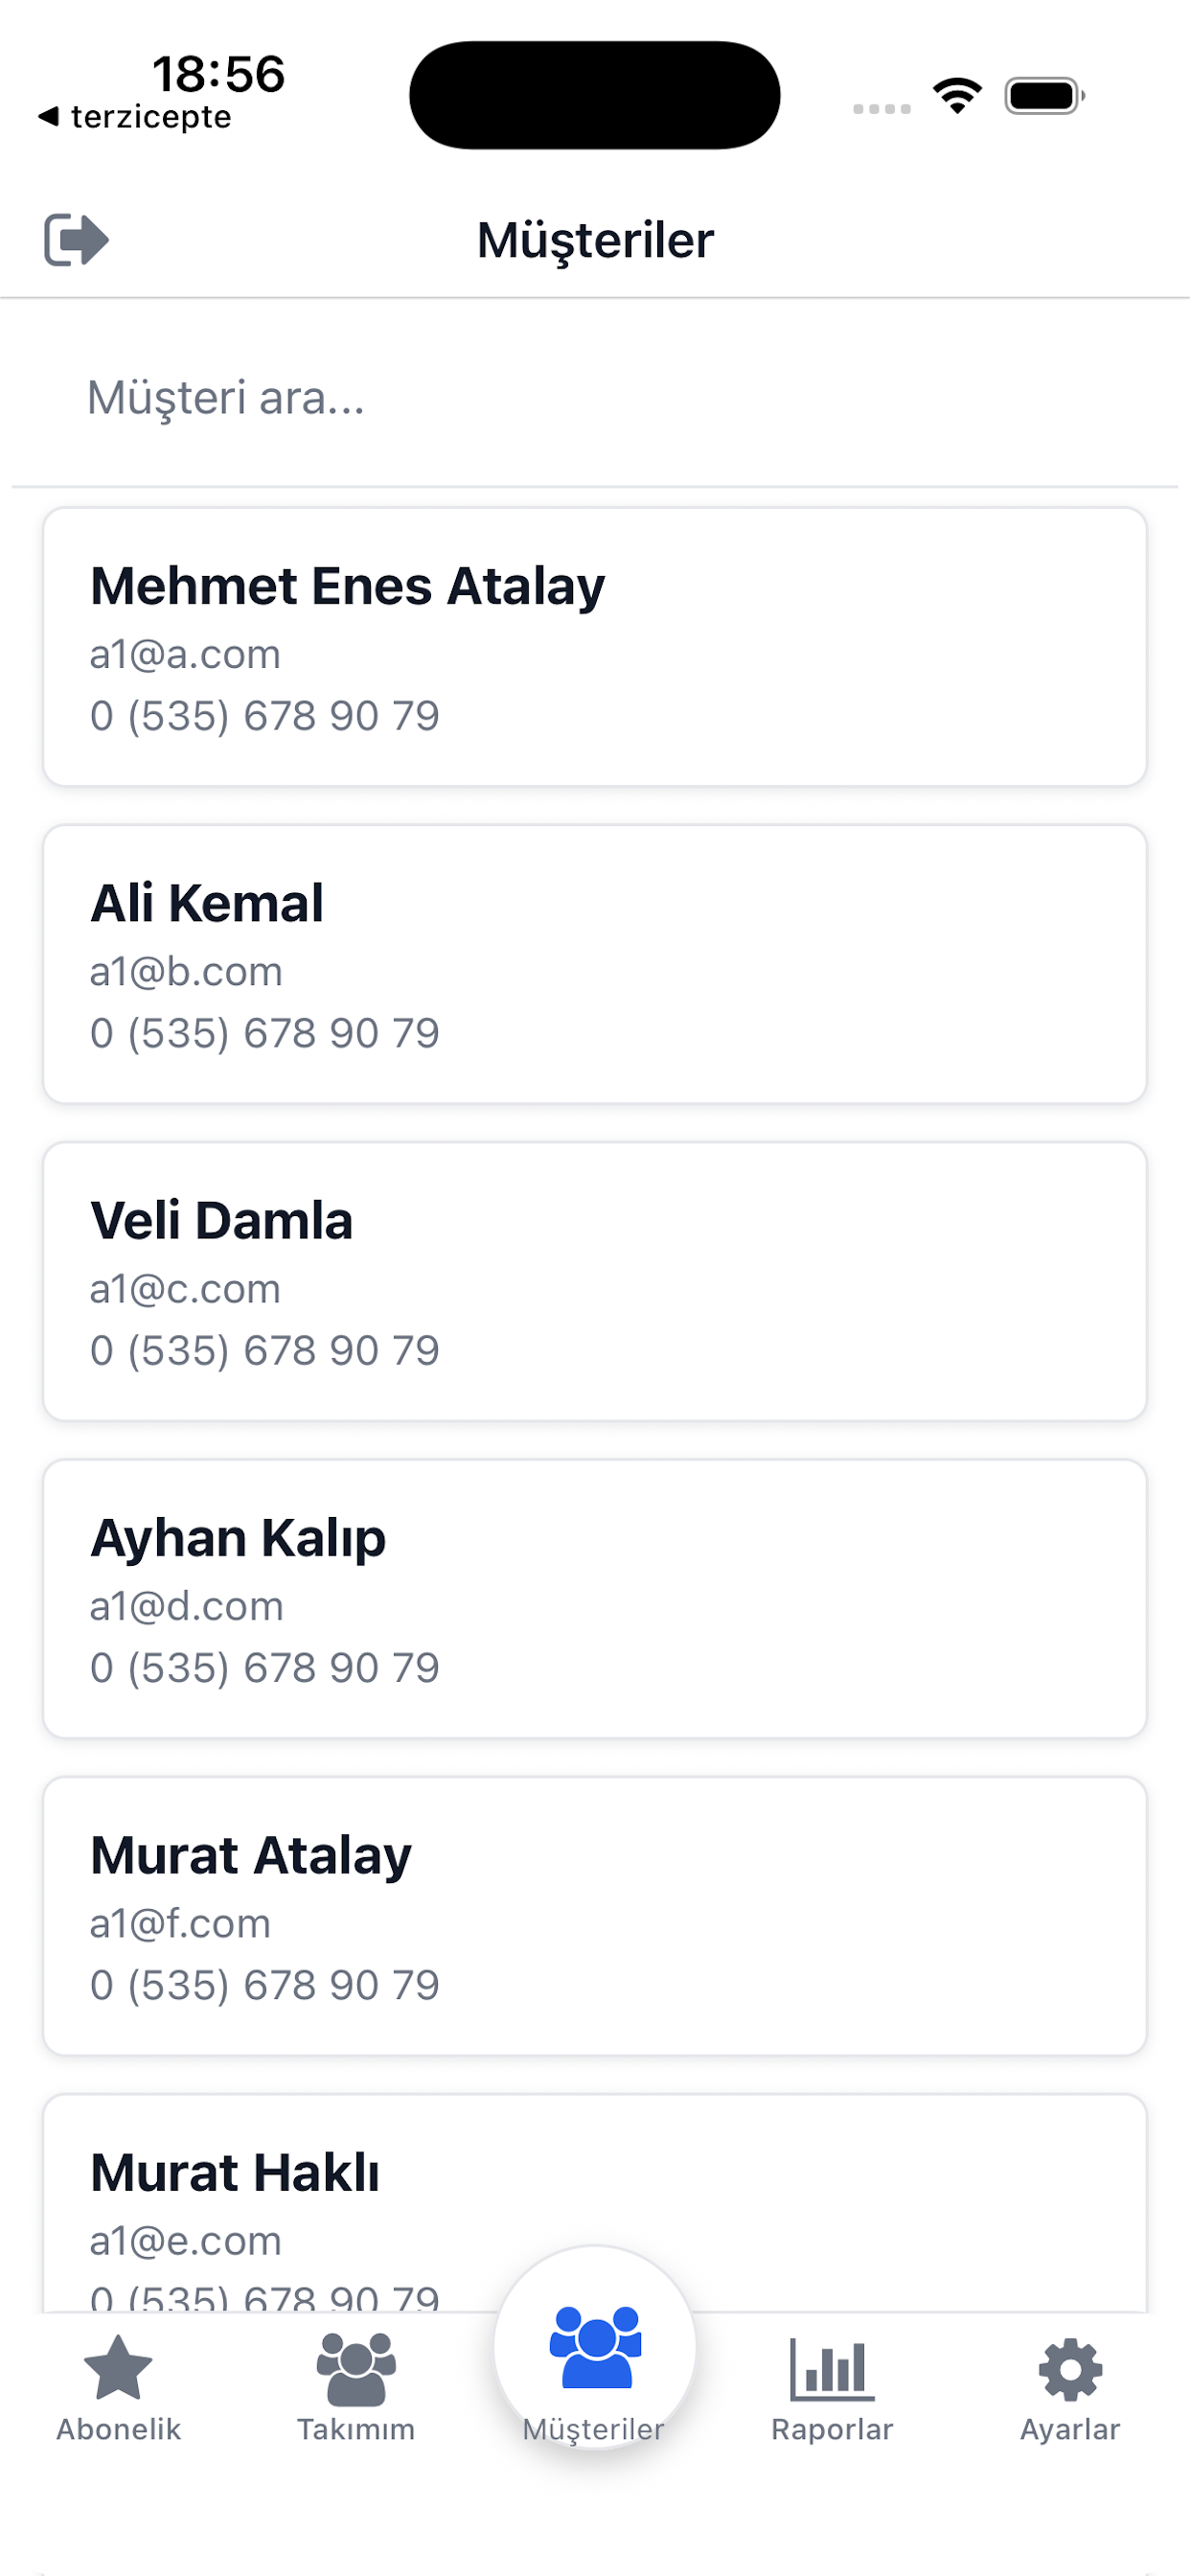 18:56
◀ terzicepte
Müşteriler
Müşteri ara...
Mehmet Enes Atalay
a1@a.com
0 (535) 678 90 79
Ali Kemal
a1@b.com
0 (535) 678 90 79
Veli Damla
a1@c.com
0 (535) 678 90 79
Ayhan Kalıp
a1@d.com
0 (535) 678 90 79
Murat Atalay
a1@f.com
0 (535) 678 90 79
Murat Haklı
a1@e.com
0 (535) 678 90 79
Abonelik
Takımım
Müşteriler
Raporlar
Ayarlar